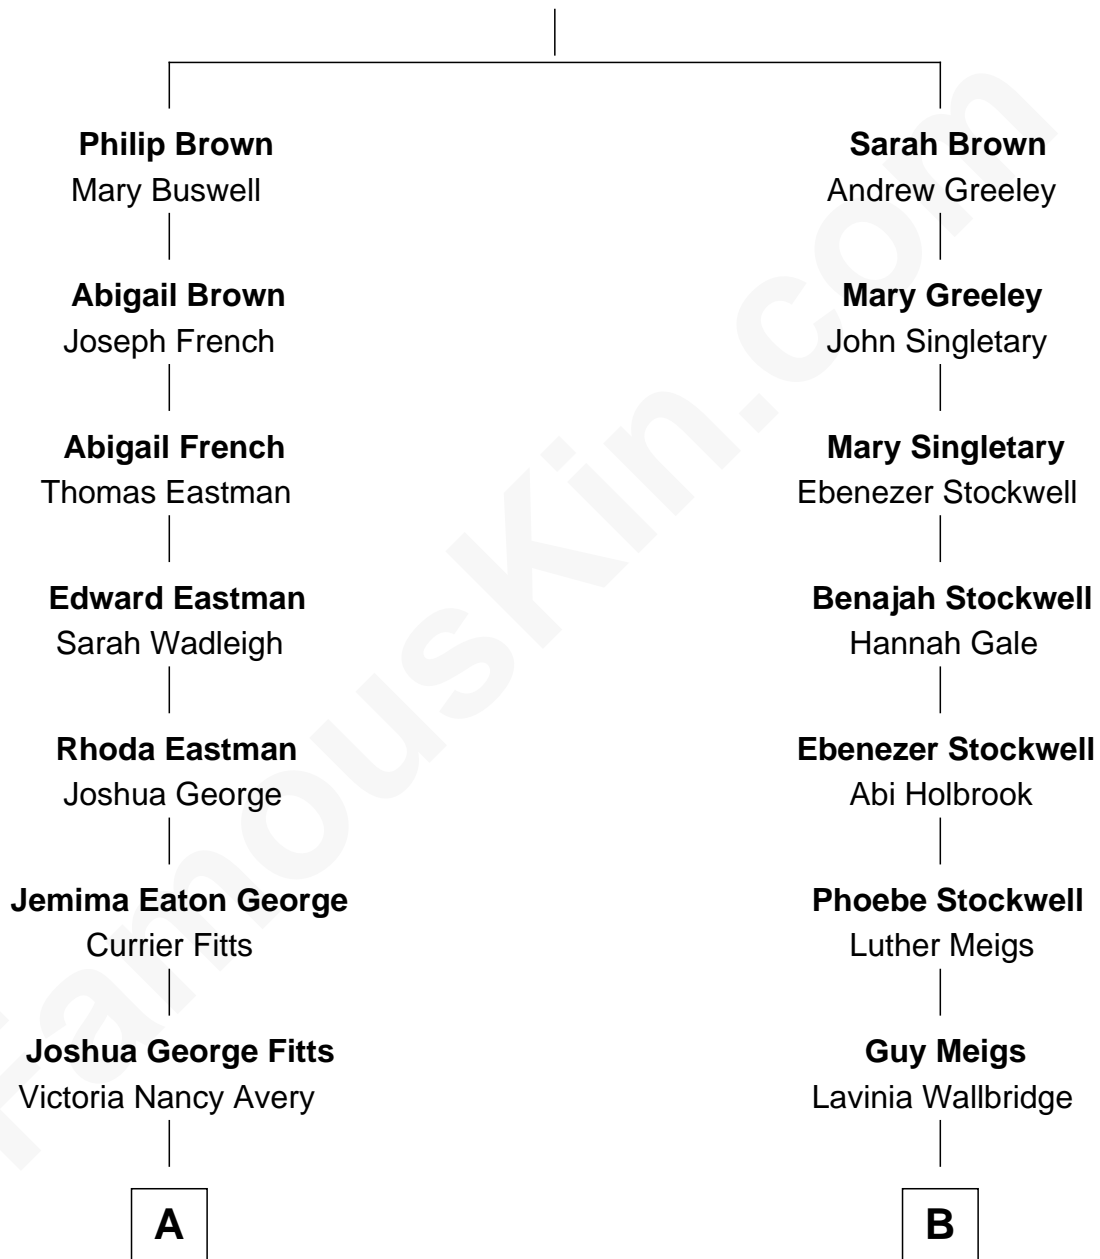 Philip Brown
Mary Buswell
Abigail Brown
Joseph French
Abigail French
Thomas Eastman
Edward Eastman
Sarah Wadleigh
Rhoda Eastman
Joshua George
Jemima Eaton George
Currier Fitts
Joshua George Fitts
Victoria Nancy Avery
A
Sarah Brown
Andrew Greeley
Mary Greeley
John Singletary
Mary Singletary
Ebenezer Stockwell
Benajah Stockwell
Hannah Gale
Ebenezer Stockwell
Abi Holbrook
Phoebe Stockwell
Luther Meigs
Guy Meigs
Lavinia Wallbridge
B
FamousKin.com